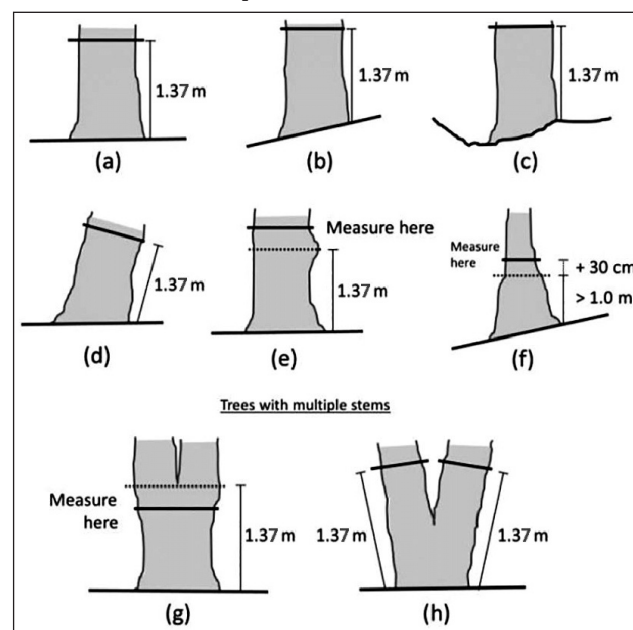 1.37 m
1.37 m
1.37 m
(a)
(b)
(c)
Measure here
1.37 m
1.37 m
Measure
here
+ 30 cm
> 1.0 m
(d)
(e)
(f)
Trees with multiple stems
Measure
here
1.37 m
1.37 m
1.37 m
(g)
(h)